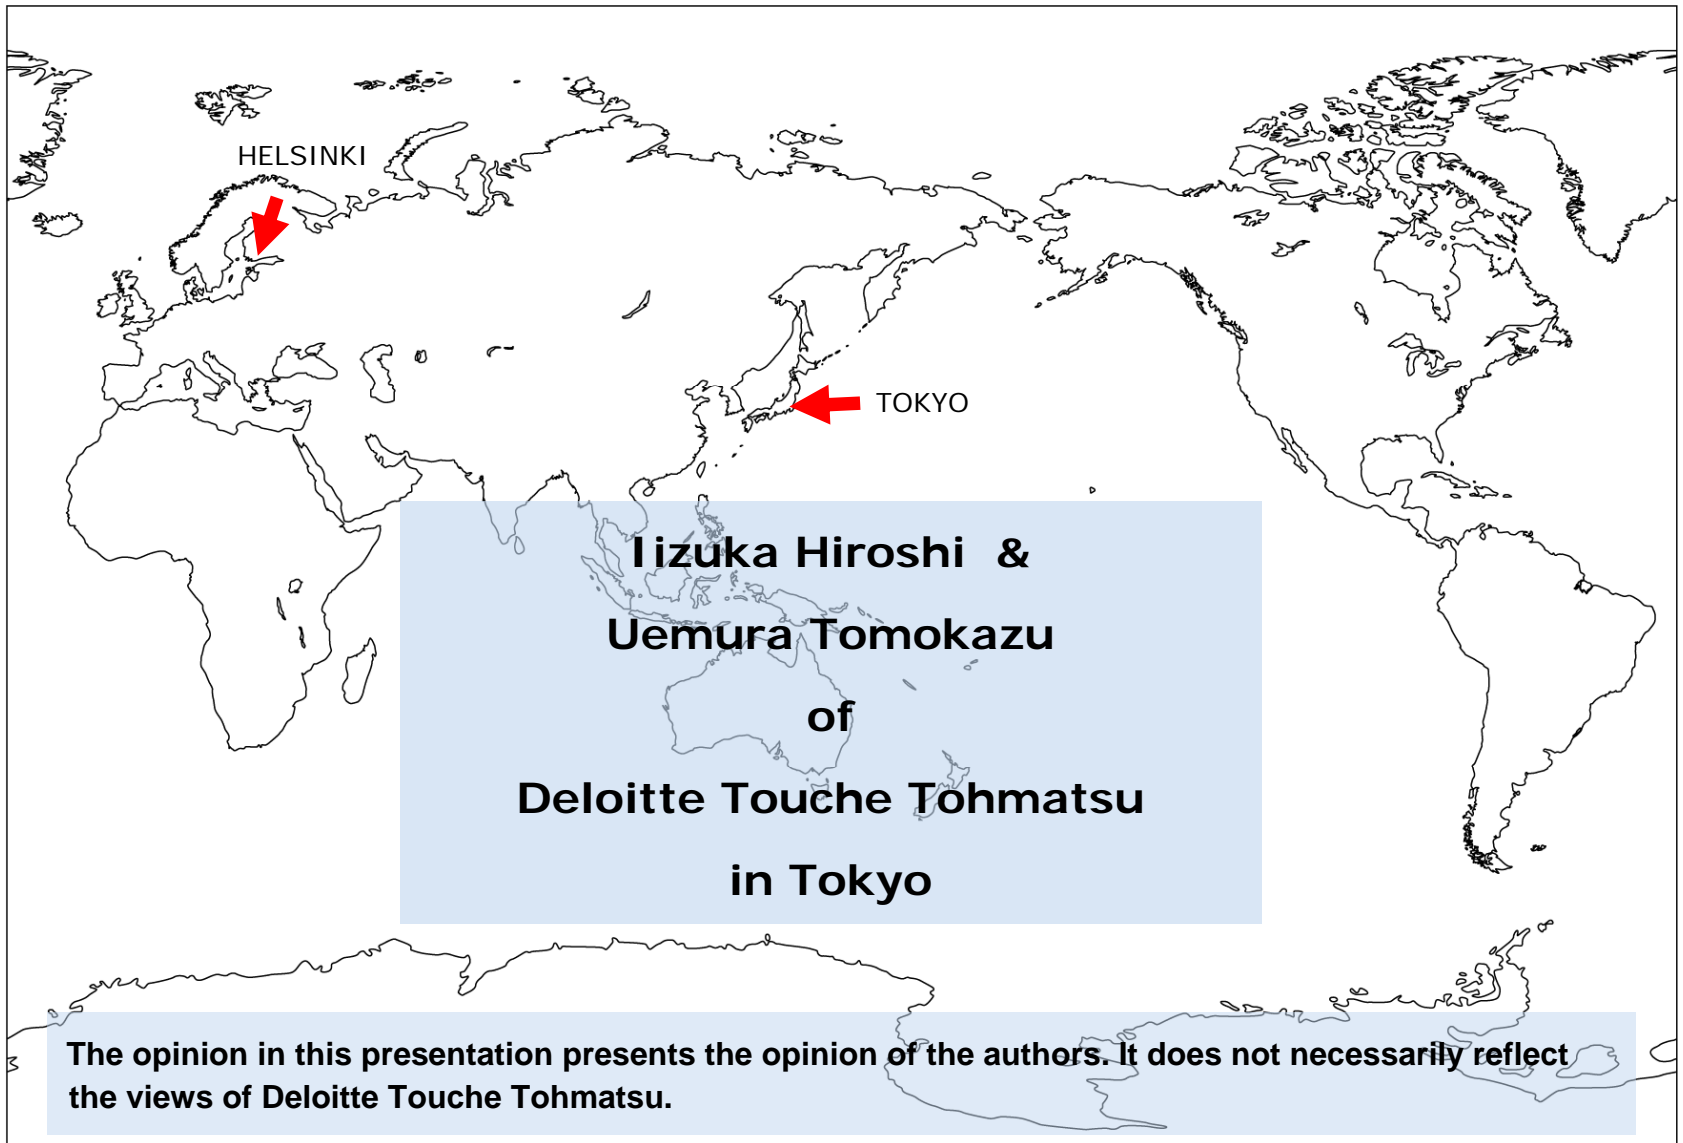 HELSINKI
TOKYO
Iizuka Hiroshi &
Uemura Tomokazu
of
Deloitte Touche Tohmatsu
in Tokyo
The opinion in this presentation presents the opinion of the authors. It does not necessarily reflect
the views of Deloitte Touche Tohmatsu.